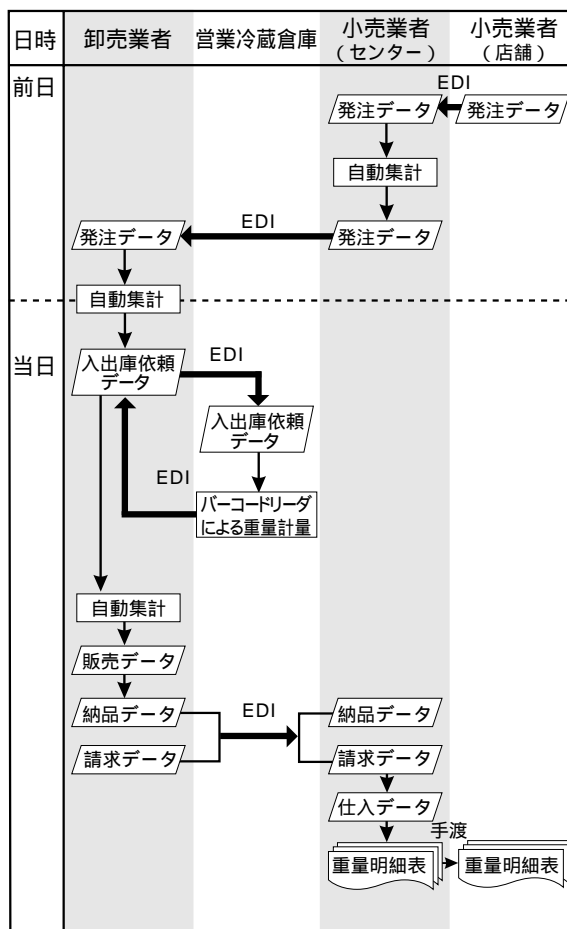 日時 卸売業者 営業冷蔵倉庫 小売業者 小売業者
(センター) (店舗)
前日
EDI
発注データ 発注データ
自動集計
EDI
発注データ 発注データ
自動集計
当日
入出庫依頼
データ
EDI
入出庫依頼
データ
EDI
バーコードリーダ
による重量計量
自動集計
販売データ
納品データ EDI 納品データ
請求データ 請求データ
仕入データ
手渡
重量明細表 重量明細表